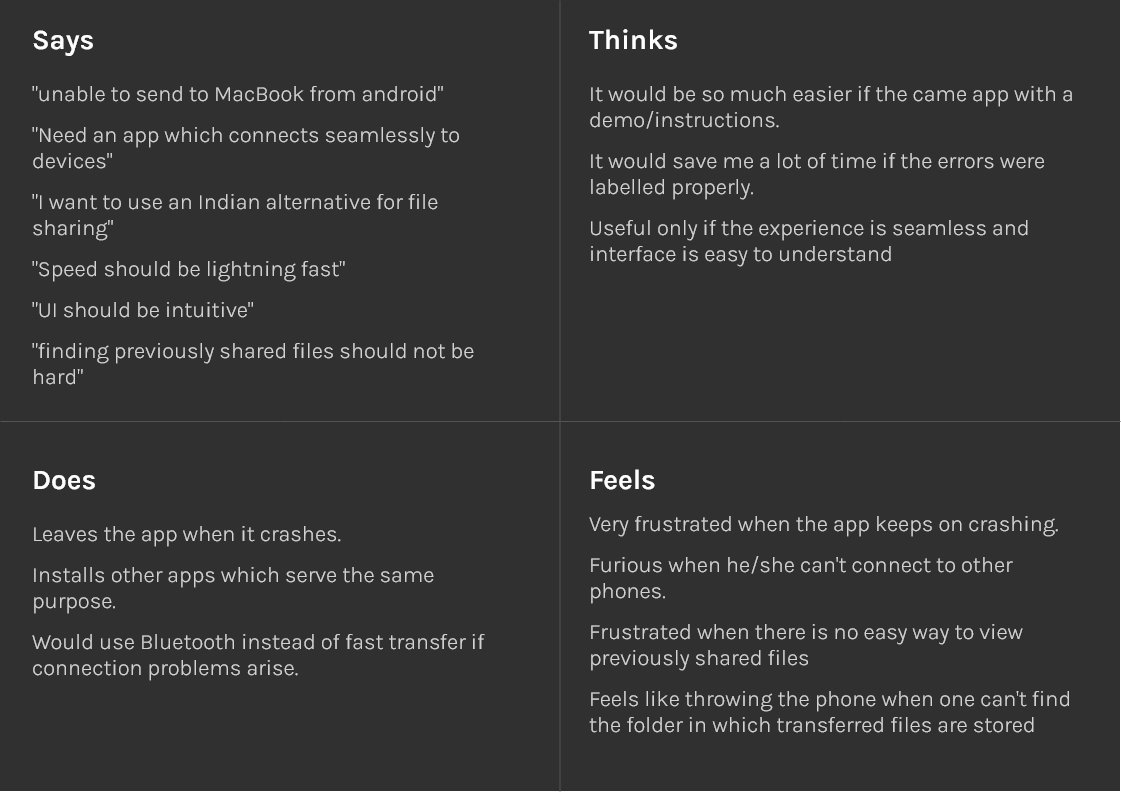 Says
"unable to send to MacBook from android"
"Need an app which connects seamlessly to
devices"
"I want to use an Indian alternative for file
sharing"
"Speed should be lightning fast"
"UI should be intuitive"
"finding previously shared files should not be
hard"
Thinks
It would be so much easier if the came app with a
demo/instructions.
It would save me a lot of time if the errors were
labelled properly.
Useful only if the experience is seamless and
interface is easy to understand
Does
Leaves the app when it crashes.
Installs other apps which serve the same
purpose.
Would use Bluetooth instead of fast transfer if
connection problems arise.
Feels
Very frustrated when the app keeps on crashing.
Furious when he/she can't connect to other
phones.
Frustrated when there is no easy way to view
previously shared files
Feels like throwing the phone when one can't find
the folder in which transferred files are stored